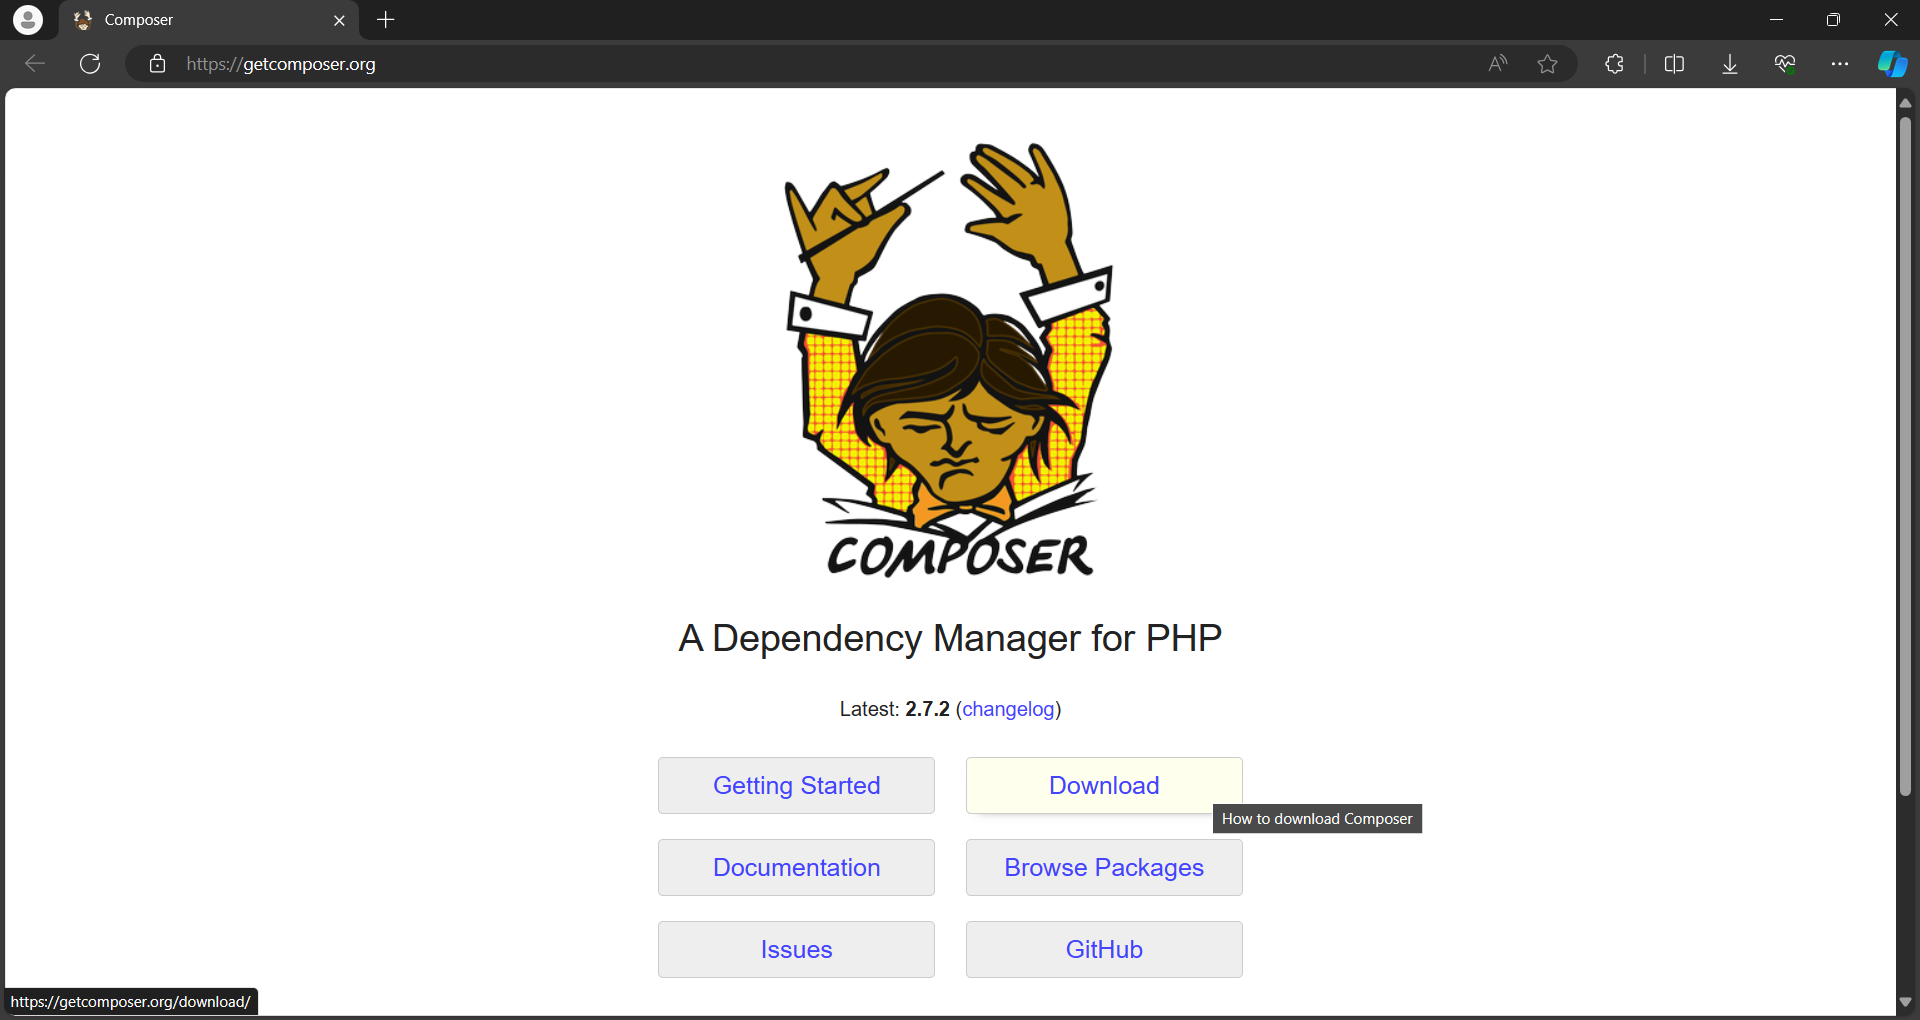 Composer
https://getcomposer.org
COMPOSER
A Dependency Manager for PHP
Latest: 2.7.2 (changelog)
Getting Started
Download
How to download Composer
Documentation
Browse Packages
Issues
GitHub
https://getcomposer.org/download/